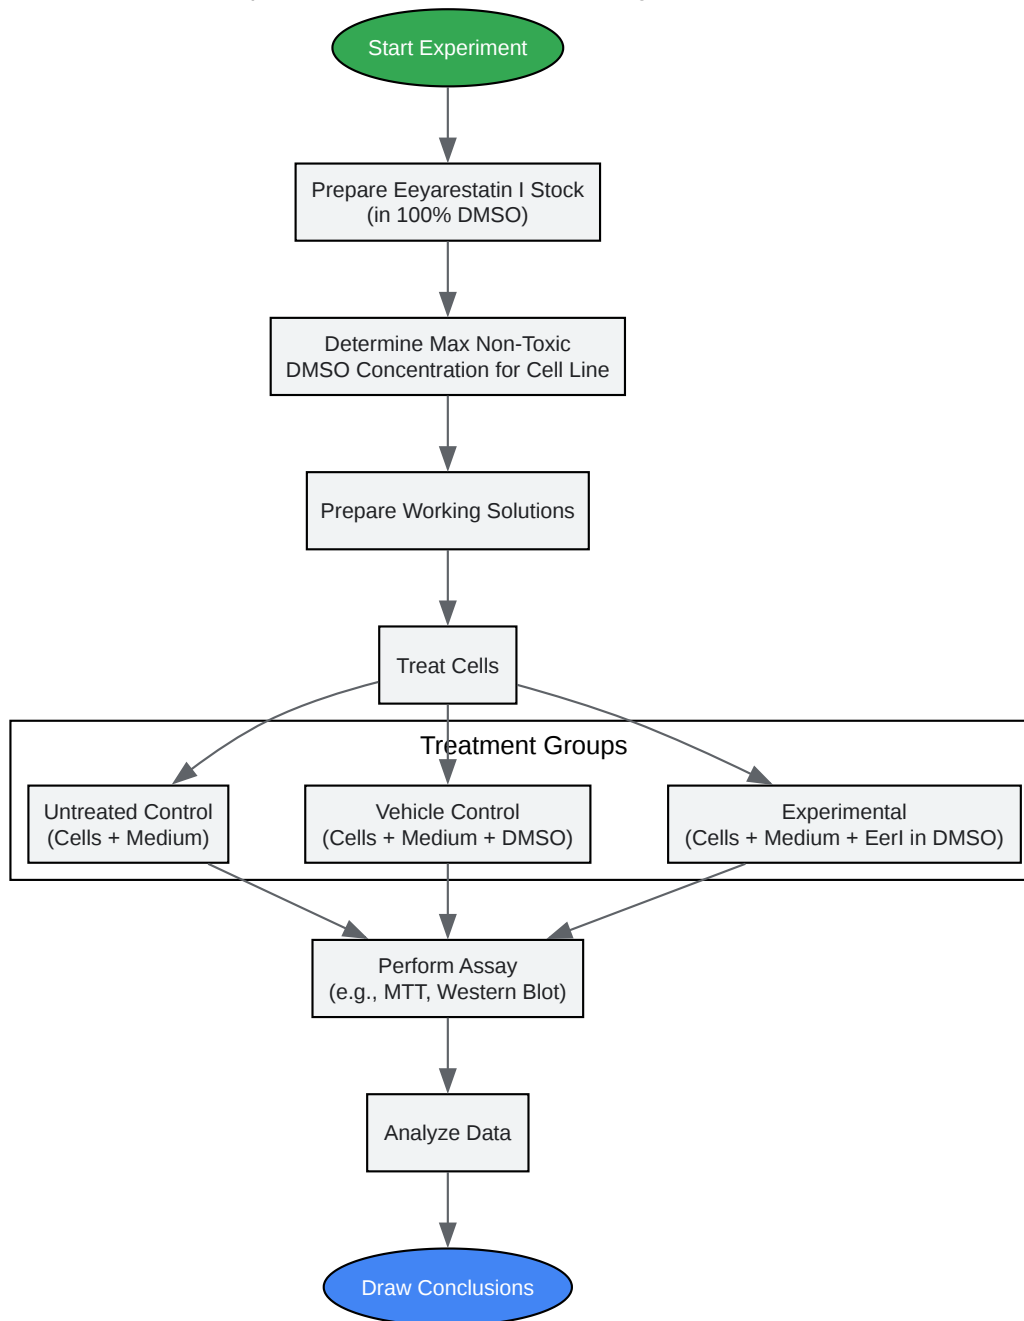 Start Experiment
Prepare Eeyarestatin I Stock
(in 100% DMSO)
Determine Max Non-Toxic
DMSO Concentration for Cell Line
Prepare Working Solutions
Treat Cells
Treatment Groups
Untreated Control
(Cells + Medium)
Vehicle Control
(Cells + Medium + DMSO)
Experimental
(Cells + Medium + EerI in DMSO)
Perform Assay
(e.g., MTT, Western Blot)
Analyze Data
Draw Conclusions